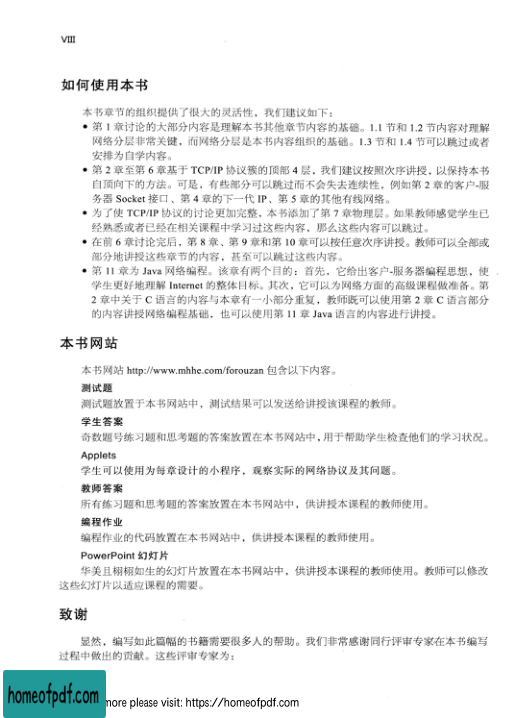 VIII
如何使用本书
本书章节的组织提供了很大的灵活性，我们建议如下：
● 第 1 章讨论的大部分内容是理解本书其他章节内容的基础。1.1 节和 1.2 节内容对理解
网络分层非常关键，而网络分层是本书内容组织的基础。1.3 节和 1.4 节可以跳过或者
安排为自学内容。
● 第 2 章至第 6 章基于 TCP/IP 协议簇的顶部 4 层，我们建议按照次序讲授，以保持本书
自顶向下的方法。可是，有些部分可以跳过而不会失去连续性，例如第 2 章的客户-服
务器 Socket 接口、第 4 章的下一代 IP、第 5 章的其他有线网络。
● 为了使 TCP/IP 协议的讨论更加完整，本书添加了第 7 章物理层。如果教师感觉学生已
经熟悉或者已经在相关课程中学习过这些内容，那么这些内容可以跳过。
● 在前 6 章讨论完后，第 8 章、第 9 章和第 10 章可以按任意次序讲授。教师可以全部或
部分地讲授这些章节的内容，甚至可以跳过这些内容。
● 第 11 章为 Java 网络编程。该章有两个目的：首先，它给出客户-服务器编程思想，使
学生更好地理解 Internet 的整体目标。其次，它可以为网络方面的高级课程做准备。第
2 章中关于 C 语言的内容与本章有一小部分重复，教师既可以使用第 2 章 C 语言部分
的内容讲授网络编程基础，也可以使用第 11 章 Java 语言的内容进行讲授。
本书网站
本书网站 http://www.mhhe.com/forouzan 包含以下内容。
测试题
测试题放置于本书网站中，测试结果可以发送给讲授该课程的教师。
学生答案
奇数题号练习题和思考题的答案放置在本书网站中，用于帮助学生检查他们的学习状况。
Applets
学生可以使用为每章设计的小程序，观察实际的网络协议及其问题。
教师答案
所有练习题和思考题的答案放置在本书网站中，供讲授本课程的教师使用。
编程作业
编程作业的代码放置在本书网站中，供讲授本课程的教师使用。
PowerPoint 幻灯片
华美且栩栩如生的幻灯片放置在本书网站中，供讲授本课程的教师使用。教师可以修改
这些幻灯片以适应课程的需要。
致谢
显然，编写如此篇幅的书籍需要很多人的帮助。我们非常感谢同行评审专家在本书编写
过程中做出的贡献。这些评审专家为：
homeofpdf.com
more please visit: https://homeofpdf.com